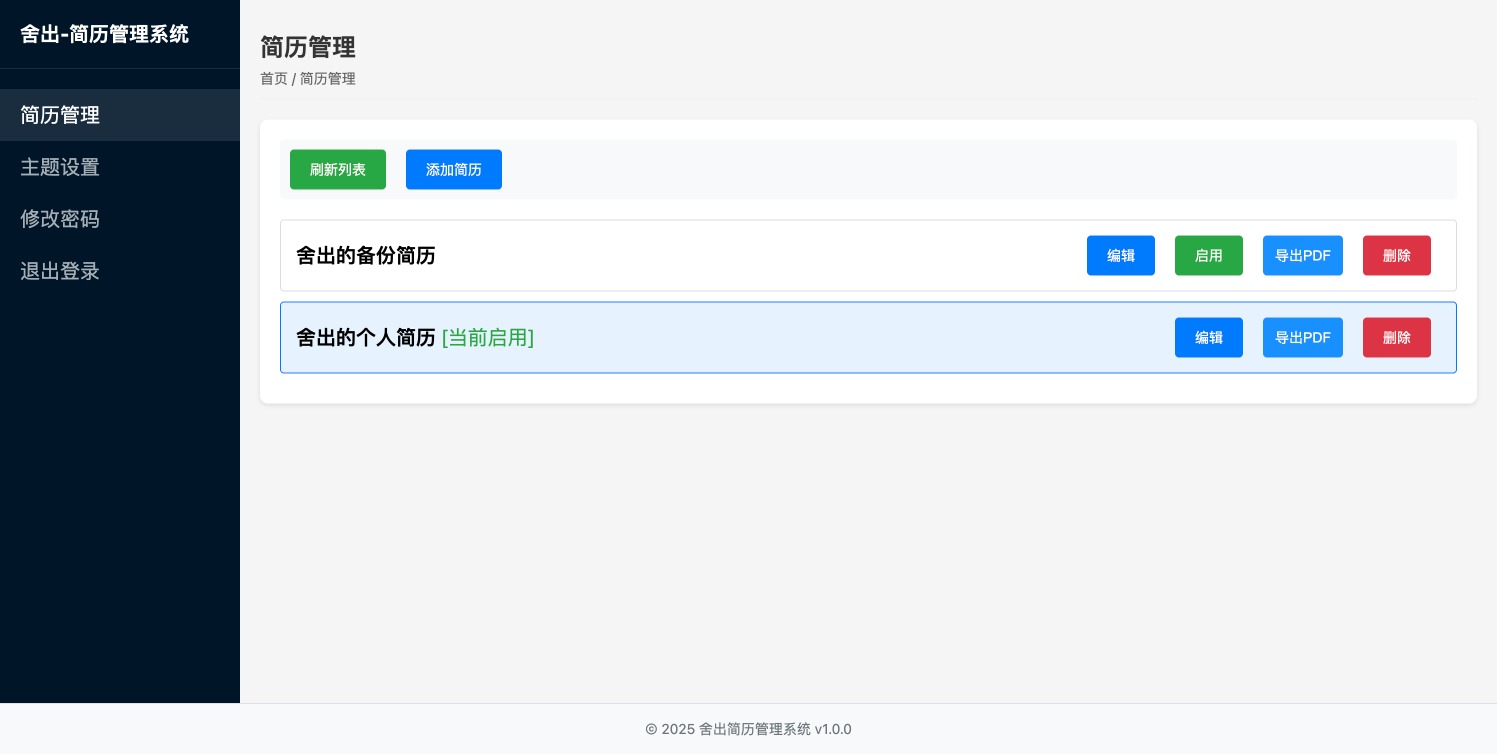 舍出-简历管理系统
简历管理
主题设置
修改密码
退出登录
简历管理
首页 / 简历管理
刷新列表 添加简历
舍出的备份简历 编辑 启用 导出PDF 删除
舍出的个人简历 [当前启用] 编辑 导出PDF 删除
© 2025 舍出简历管理系统 v1.0.0